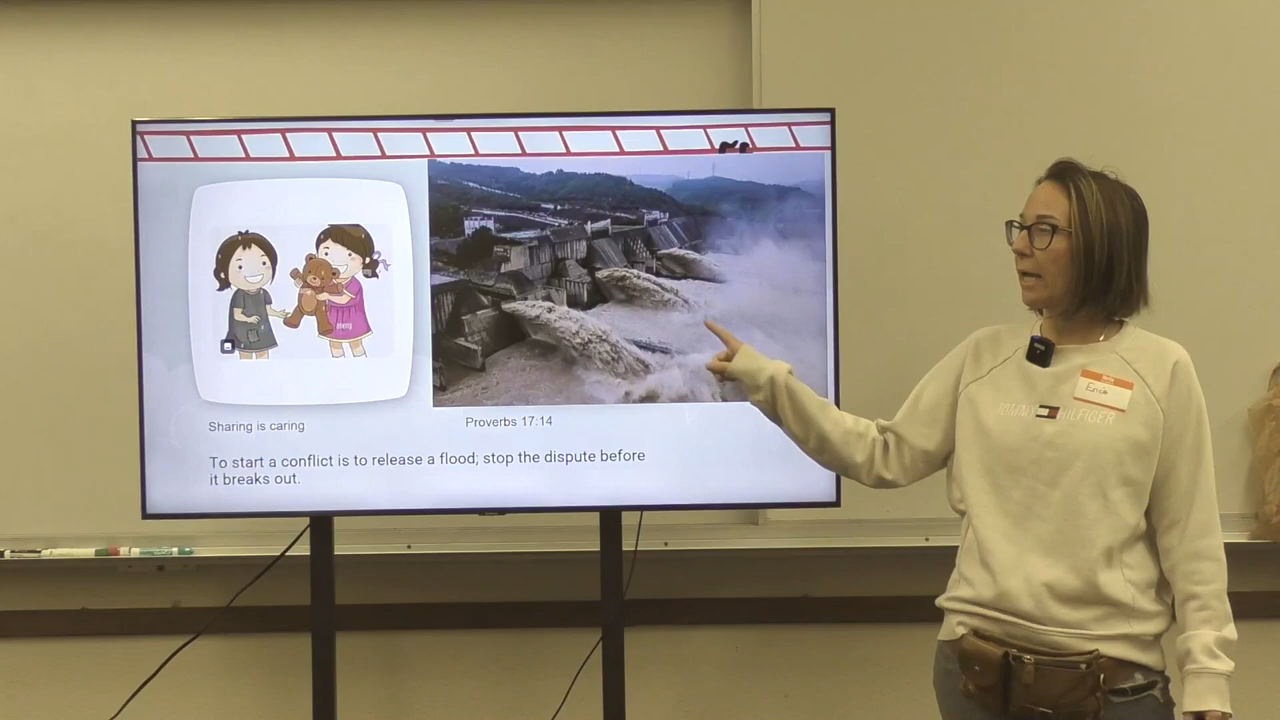 Sharing is caring
Proverbs 17:14
To start a conflict is to release a flood; stop the dispute before
it breaks out.
TOMMY HILFIGER